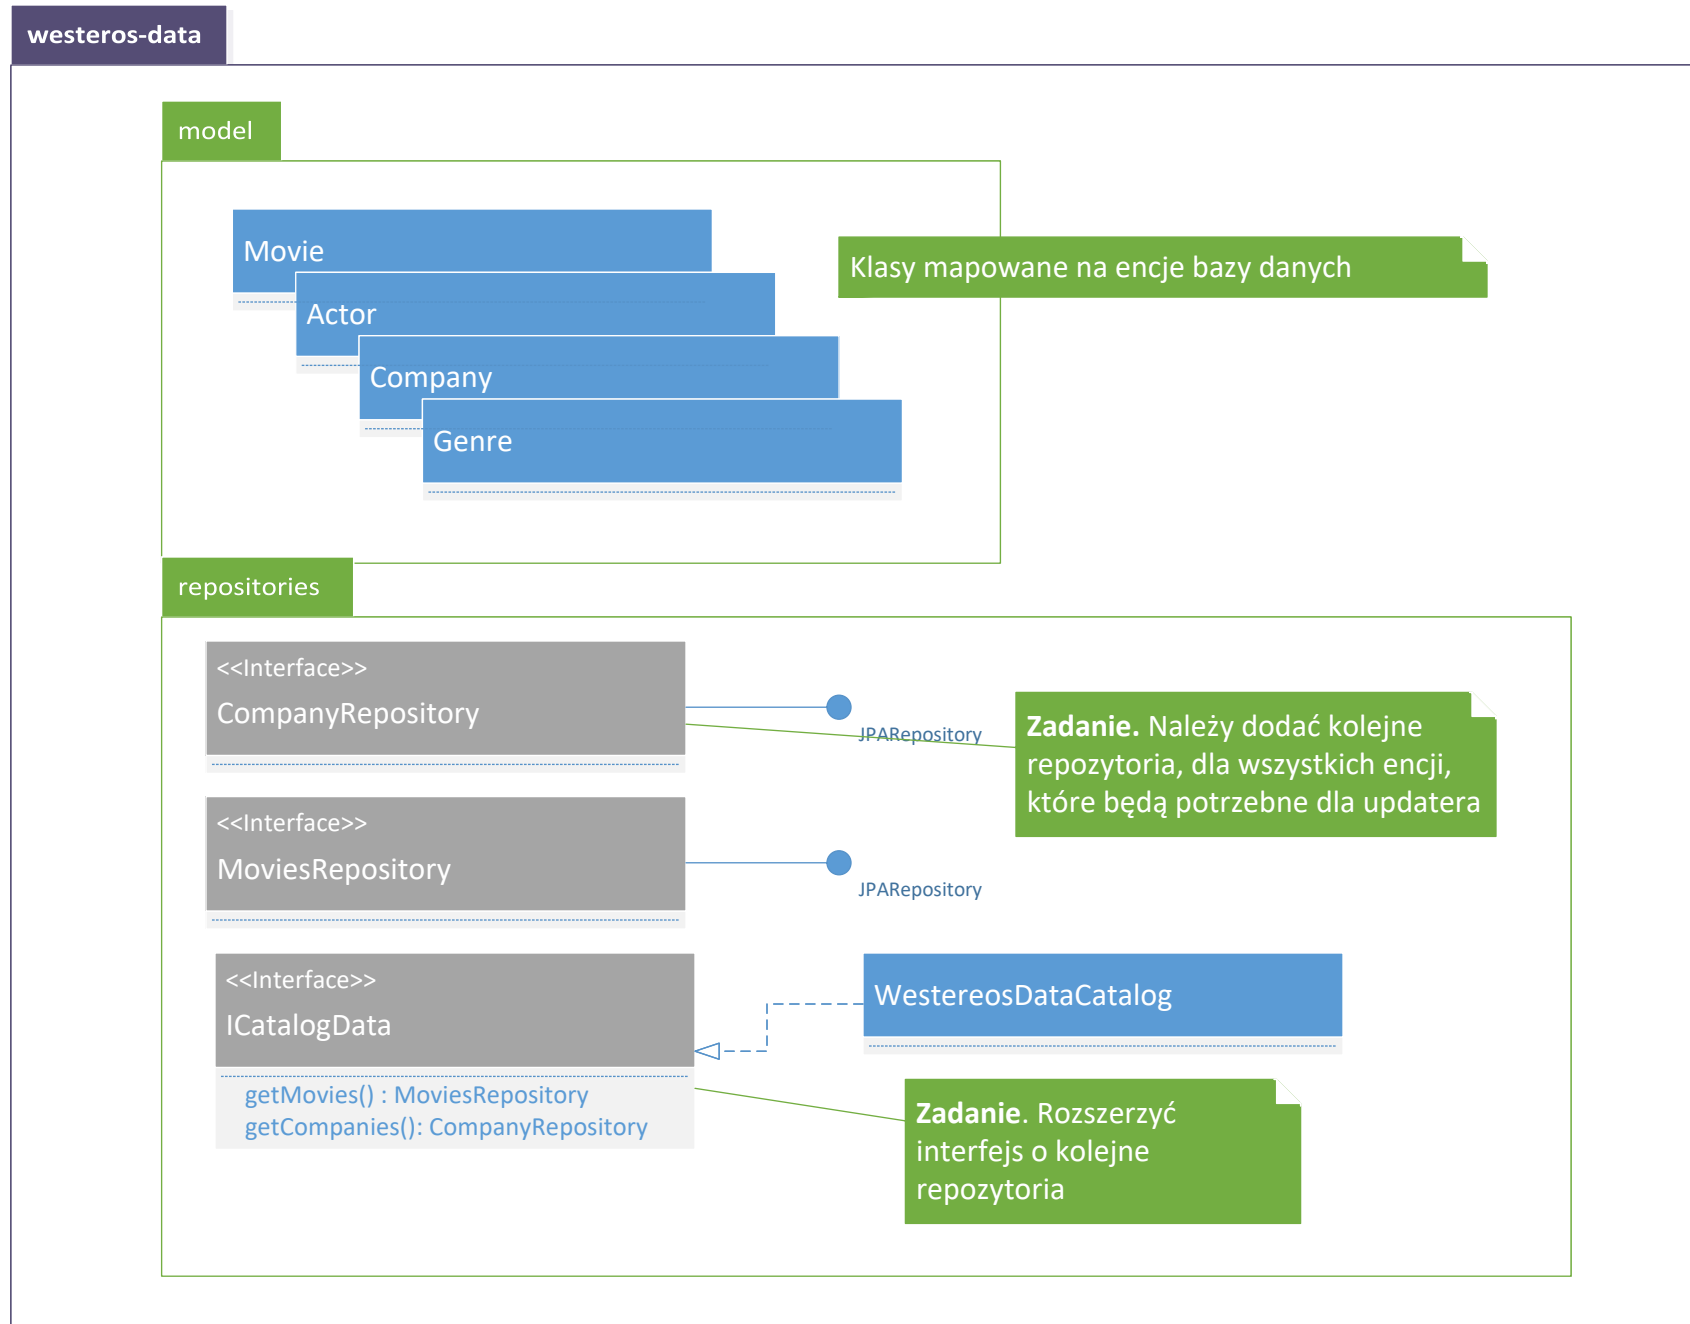 westeros-data
model
Movie
Actor
Company
Genre
Klasy mapowane na encje bazy danych
repositories
<<Interface>>
CompanyRepository
JPARepository
Zadanie. Należy dodać kolejne
repozytoria, dla wszystkich encji,
które będą potrzebne dla updatera
<<Interface>>
MoviesRepository
JPARepository
<<Interface>>
ICatalogData
getMovies() : MoviesRepository
getCompanies(): CompanyRepository
WestereosDataCatalog
Zadanie. Rozszerzyć
interfejs o kolejne
repozytoria